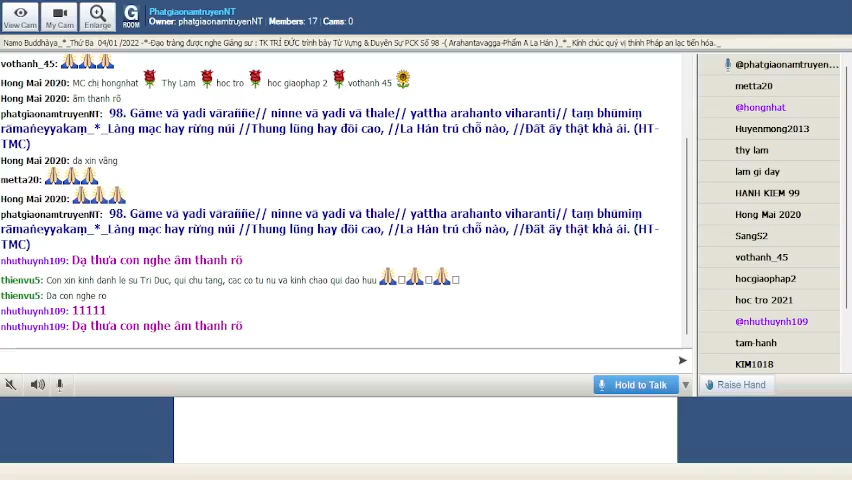 View Cam
My Cam
Enlarge
G
ROOM
PhatgiaonamtruyenNT
Owner: phatgiaonamtruyenNT | Members: 17 | Cams: 0
Namo Buddhàya_*_Thứ Ba 04/01 /2022 -*-Đạo tràng được nghe Giảng sư : TK TRÍ ĐỨC trình bày Từ Vựng & Duyên Sự PCK Số 98 -( Arahantavagga-Phẩm A La Hán )_*_ Kính chúc quý vị thính Pháp an lạc tiến hóa._
vothanh_45:
Hong Mai 2020: MC chị hongnhat Thy Lam hoc tro hoc giaophap 2 vothanh 45
Hong Mai 2020: âm thanh rõ
phatgiaonamtruyenNT: 98. Gāme vā yadi vāraññe// ninne vā yadi vā thale// yattha arahanto viharanti// taṃ bhūmiṃ
rāmaṇeyyakaṃ_*_Làng mạc hay rừng núi //Thung lũng hay đồi cao, //La Hán trú chỗ nào, //Đất ấy thật khả ái. (HT-
TMC)
Hong Mai 2020: dạ xin vâng
metta20:
Hong Mai 2020:
phatgiaonamtruyenNT: 98. Gāme vā yadi vāraññe// ninne vā yadi vā thale// yattha arahanto viharanti// taṃ bhūmiṃ
rāmaṇeyyakaṃ_*_Làng mạc hay rừng núi //Thung lũng hay đồi cao, //La Hán trú chỗ nào, //Đất ấy thật khả ái. (HT-
TMC)
nhuthuynh109: Dạ thưa con nghe âm thanh rõ
thienvu5: Con xin kinh danh le su Tri Duc, qui chu tang, cac co tu nu va kinh chao qui dao huu
thienvu5: Da con nghe ro
nhuthuynh109: 11111
nhuthuynh109: Dạ thưa con nghe âm thanh rõ
Hold to Talk
@phatgiaonamtruyen...
metta20
@hongnhat
Huyenmong2013
thy lam
lam gi day
HANH KIEM 99
Hong Mai 2020
SangS2
vothanh_45
hocgiaophap2
hoc tro 2021
@nhuthuynh109
tam-hanh
KIM1018
Raise Hand